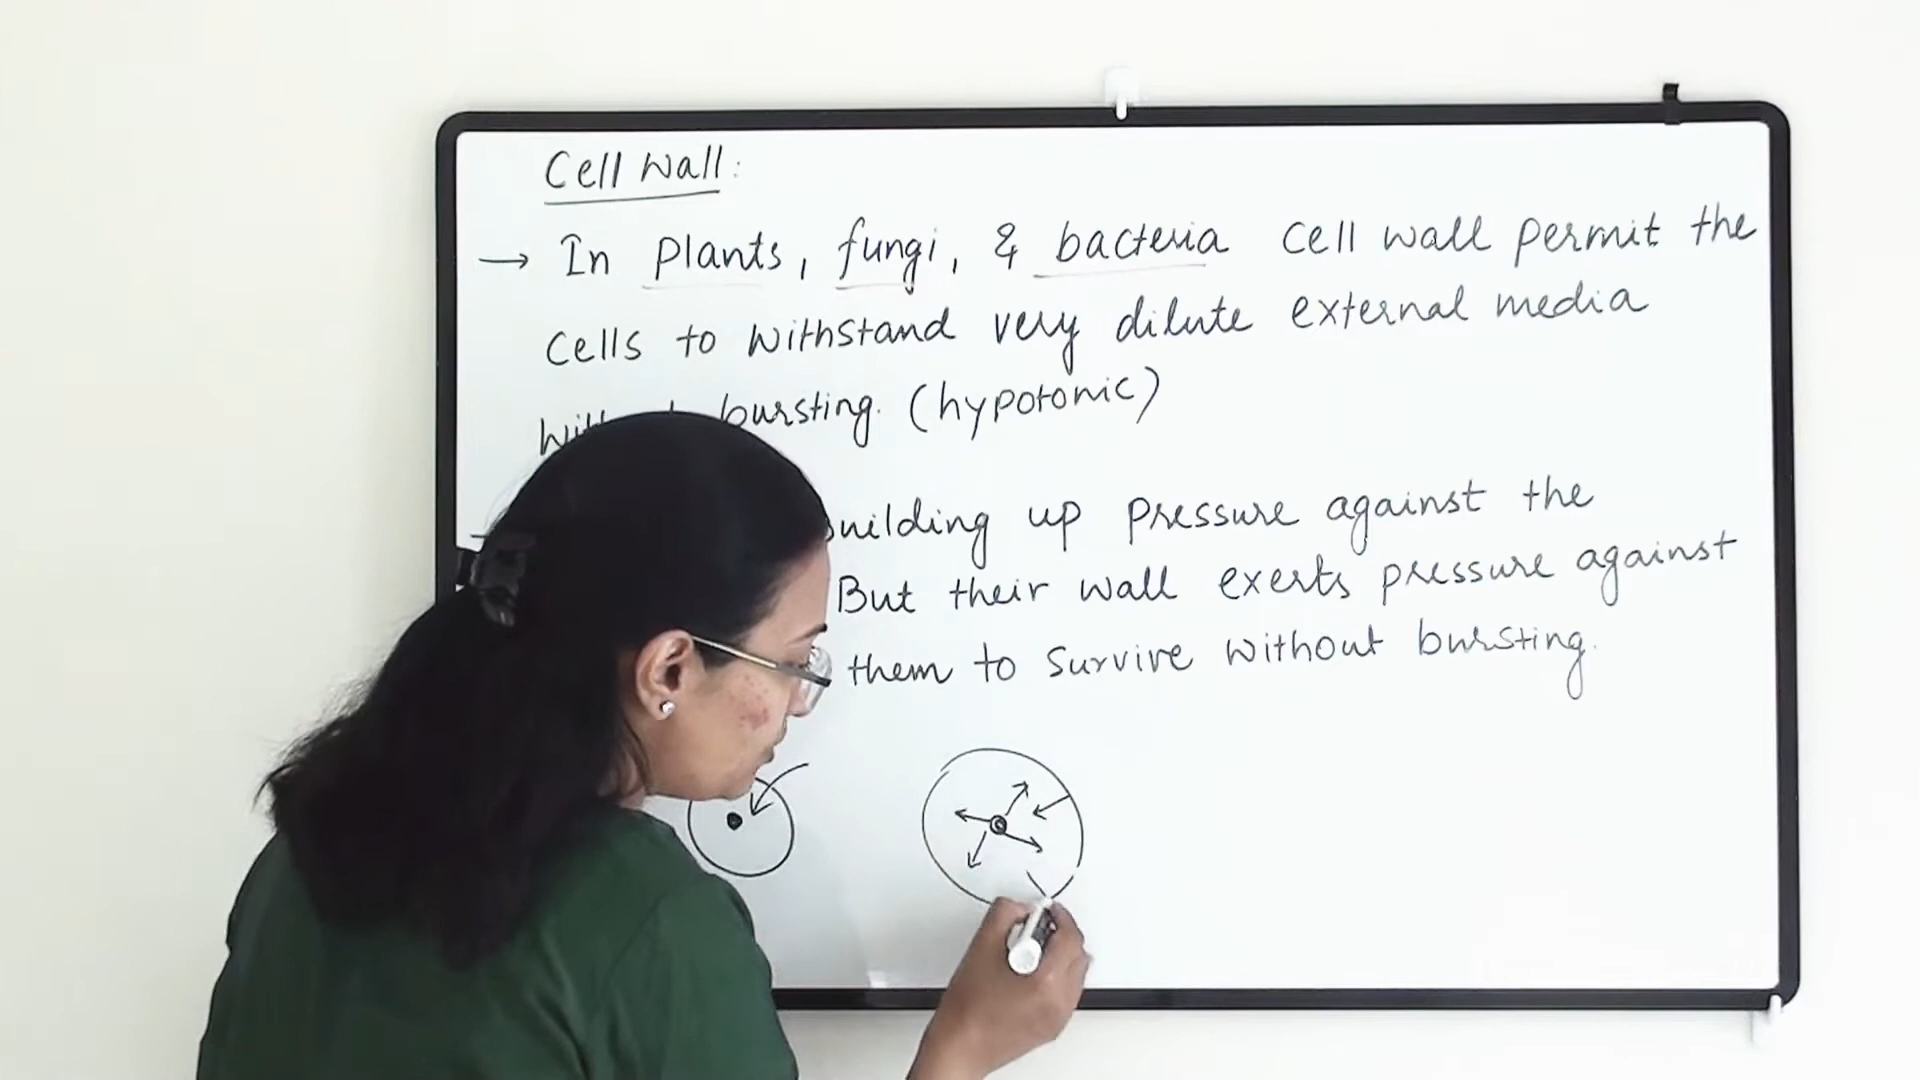 Cell Wall:
→ In plants, fungi, & bacteria cell wall permit the
cells to withstand very dilute external media
bursting. (hypotonic)
building up pressure against the
But their wall exerts pressure against
them to survive without bursting.